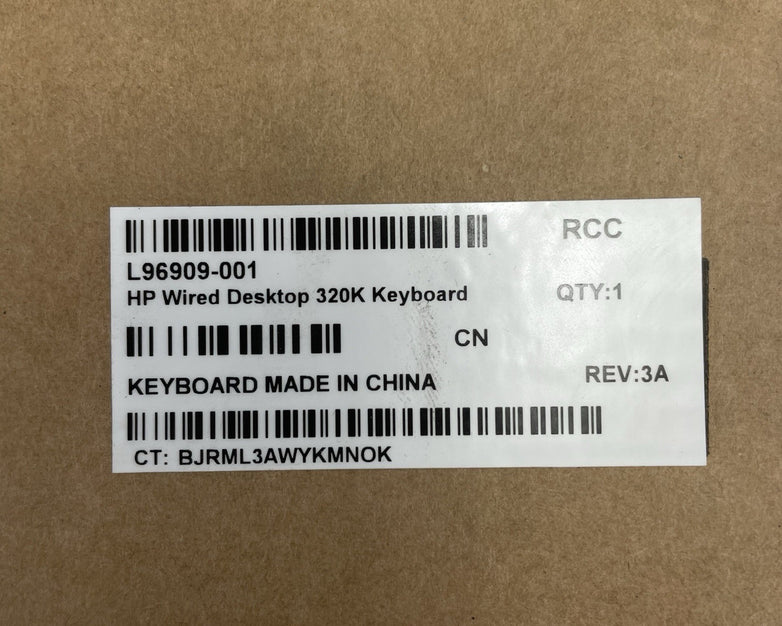 RCC
L96909-001
HP Wired Desktop 320K Keyboard QTY:1
CN
KEYBOARD MADE IN CHINA REV:3A
CT: BJRML3AWYKMNOK